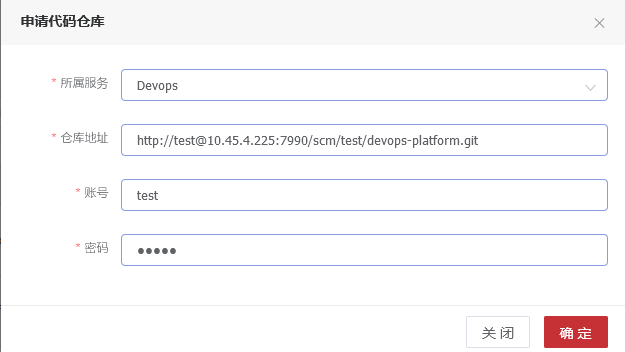 申请代码仓库
* 所属服务 Devops
* 仓库地址 http://test@10.45.4.225:7990/scm/test/devops-platform.git
* 账号 test
* 密码 ●●●●●
关 闭 确 定